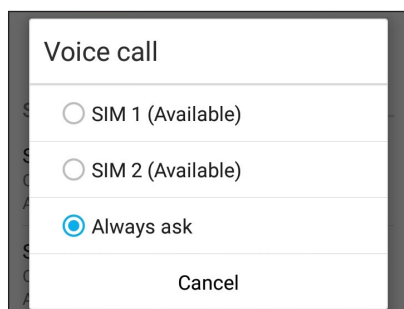 Voice call
SIM 1 (Available)
SIM 2 (Available)
Always ask
Cancel